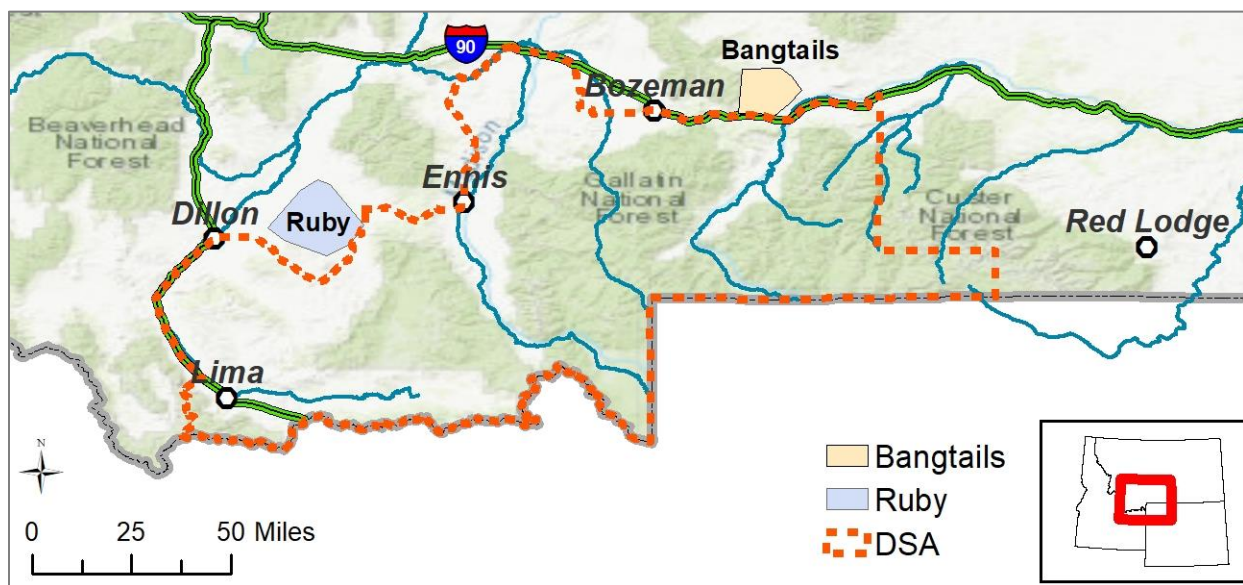 90
Bangtails
Bozeman
Beaverhead
National
Forest
Ennis
Gallatin
National
Forest
Custer
National
Forest
Red Lodge
Dillon
Ruby
Lima
N
0 25 50 Miles
Bangtails
Ruby
DSA